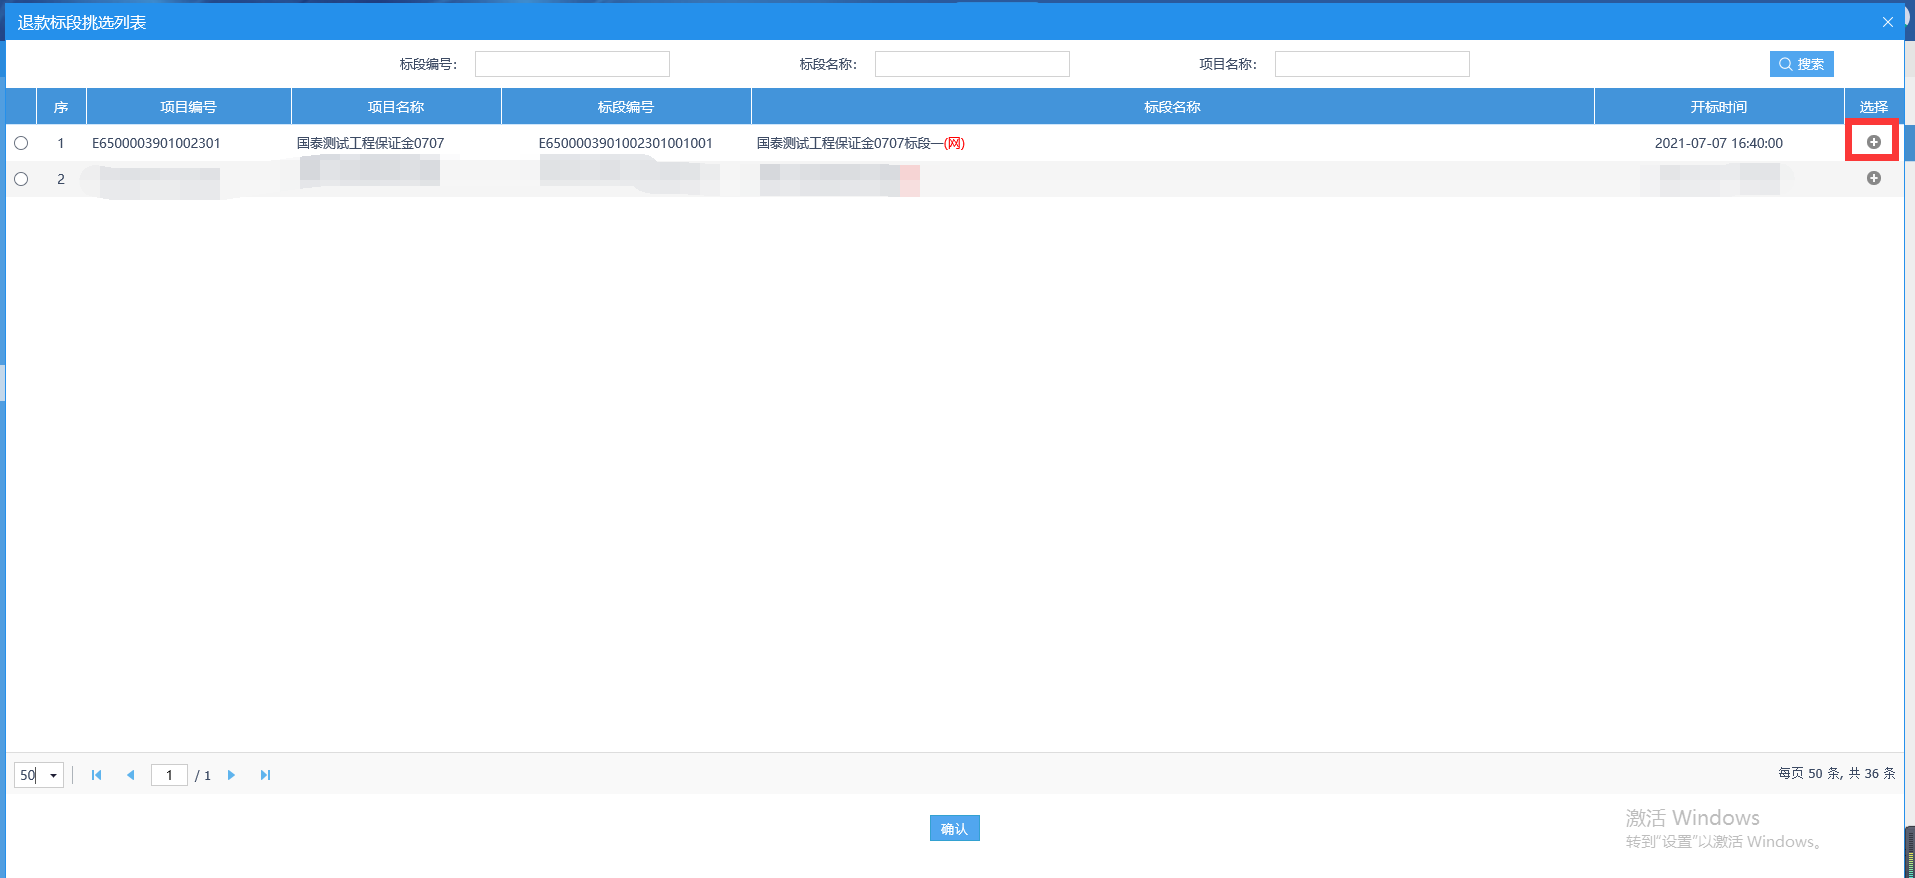 退款标段挑选列表
标段编号： 标段名称： 项目名称： 搜索
序 项目编号 项目名称 标段编号 标段名称 开标时间 选择
1 E6500003901002301 国泰测试工程保证金0707 E6500003901002301001001 国泰测试工程保证金0707标段一(网) 2021-07-07 16:40:00
2
50 1 / 1 每页 50 条, 共 36 条
确认
激活 Windows
转到“设置”以激活 Windows。